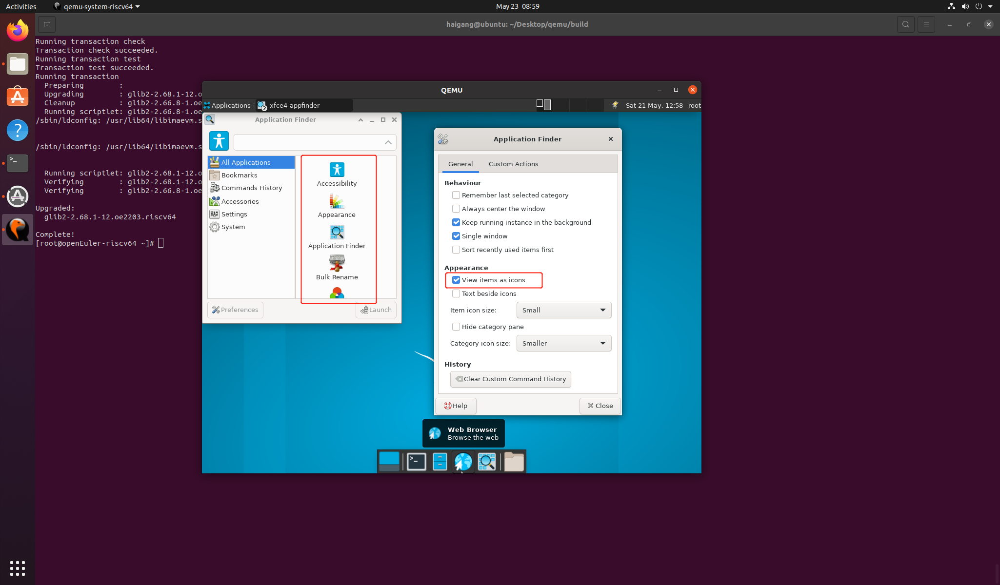 Activities
qemu-system-riscv64
May 23 08:59
haigang@ubuntu: ~/Desktop/qemu/build
Running transaction check
Transaction check succeeded.
Running transaction test
Transaction test succeeded.
Running transaction
Preparing :
Upgrading : glib2-2.68.1-12.o
Cleanup : glib2-2.66.8-1.oe
Running scriptlet: glib2-2.66.8-1.oe
/sbin/ldconfig: /usr/lib64/libimaevm.s
/sbin/ldconfig: /usr/lib64/libimaevm.s
Running scriptlet: glib2-2.68.1-12.o
Verifying : glib2-2.68.1-12.o
Verifying : glib2-2.66.8-1.oe
Upgraded:
glib2-2.68.1-12.oe2203.riscv64
Complete!
[root@openEuler-riscv64 ~]#
QEMU
Applications
2
xfce4-appfinder
Sat 21 May, 12:58
root
Application Finder
All Applications
Bookmarks
Commands History
Accessories
Settings
System
Accessibility
Appearance
Application Finder
Bulk Rename
Preferences
Launch
Application Finder
General
Custom Actions
Behaviour
Remember last selected category
Always center the window
Keep running instance in the background
Single window
Sort recently used items first
Appearance
View items as icons
Text beside icons
Item icon size:
Small
Hide category pane
Category icon size:
Smaller
History
Clear Custom Command History
Help
Close
Web Browser
Browse the web